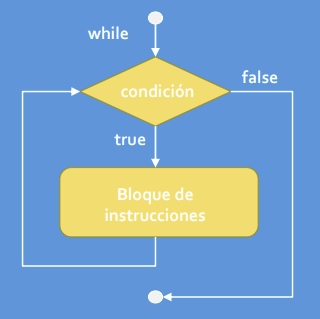 while
condición
false
true
Bloque de
instrucciones